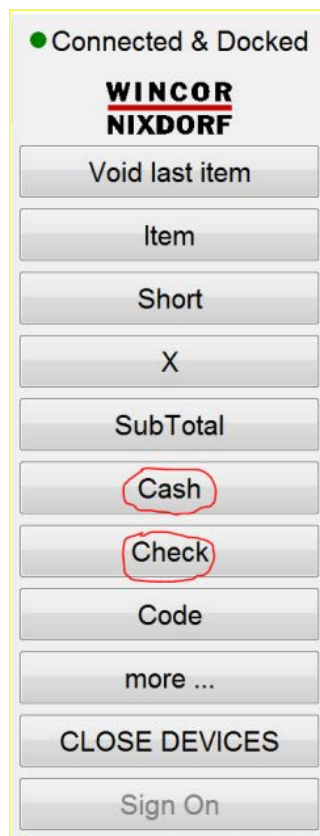 Connected & Docked
WINCOR
NIXDORF
Void last item
Item
Short
X
SubTotal
Cash
Check
Code
more ...
CLOSE DEVICES
Sign On